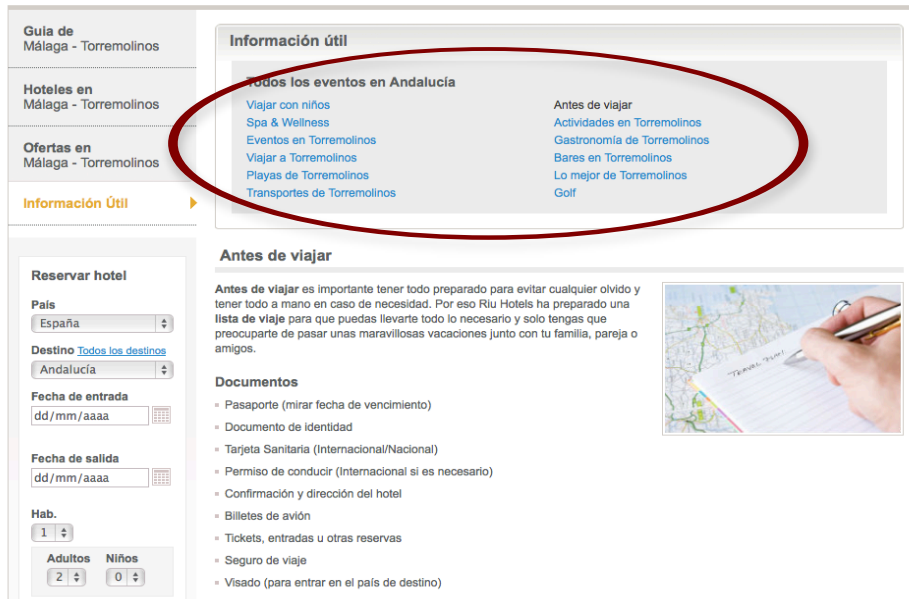 Guia de
Málaga - Torremolinos
Hoteles en
Málaga - Torremolinos
Ofertas en
Málaga - Torremolinos
Información Útil
Reservar hotel
País
España
Destino Todos los destinos
Andalucía
Fecha de entrada
dd/mm/aaaa
Fecha de salida
dd/mm/aaaa
Hab.
1
Adultos Niños
2 0
Información útil
Todos los eventos en Andalucía
Viajar con niños
Spa & Wellness
Eventos en Torremolinos
Viajar a Torremolinos
Playas de Torremolinos
Transportes de Torremolinos
Antes de viajar
Actividades en Torremolinos
Gastronomía de Torremolinos
Bares en Torremolinos
Lo mejor de Torremolinos
Golf
Antes de viajar
Antes de viajar es importante tener todo preparado para evitar cualquier olvido y
tener todo a mano en caso de necesidad. Por eso Riu Hotels ha preparado una
lista de viaje para que puedas llevarte todo lo necesario y solo tengas que
preocuparte de pasar unas maravillosas vacaciones junto con tu familia, pareja o
amigos.
TRAVEL PLAN
Documentos
Pasaporte (mirar fecha de vencimiento)
Documento de identidad
Tarjeta Sanitaria (Internacional/Nacional)
Permiso de conducir (Internacional si es necesario)
Confirmación y dirección del hotel
Billetes de avión
Tickets, entradas u otras reservas
Seguro de viaje
Visado (para entrar en el país de destino)